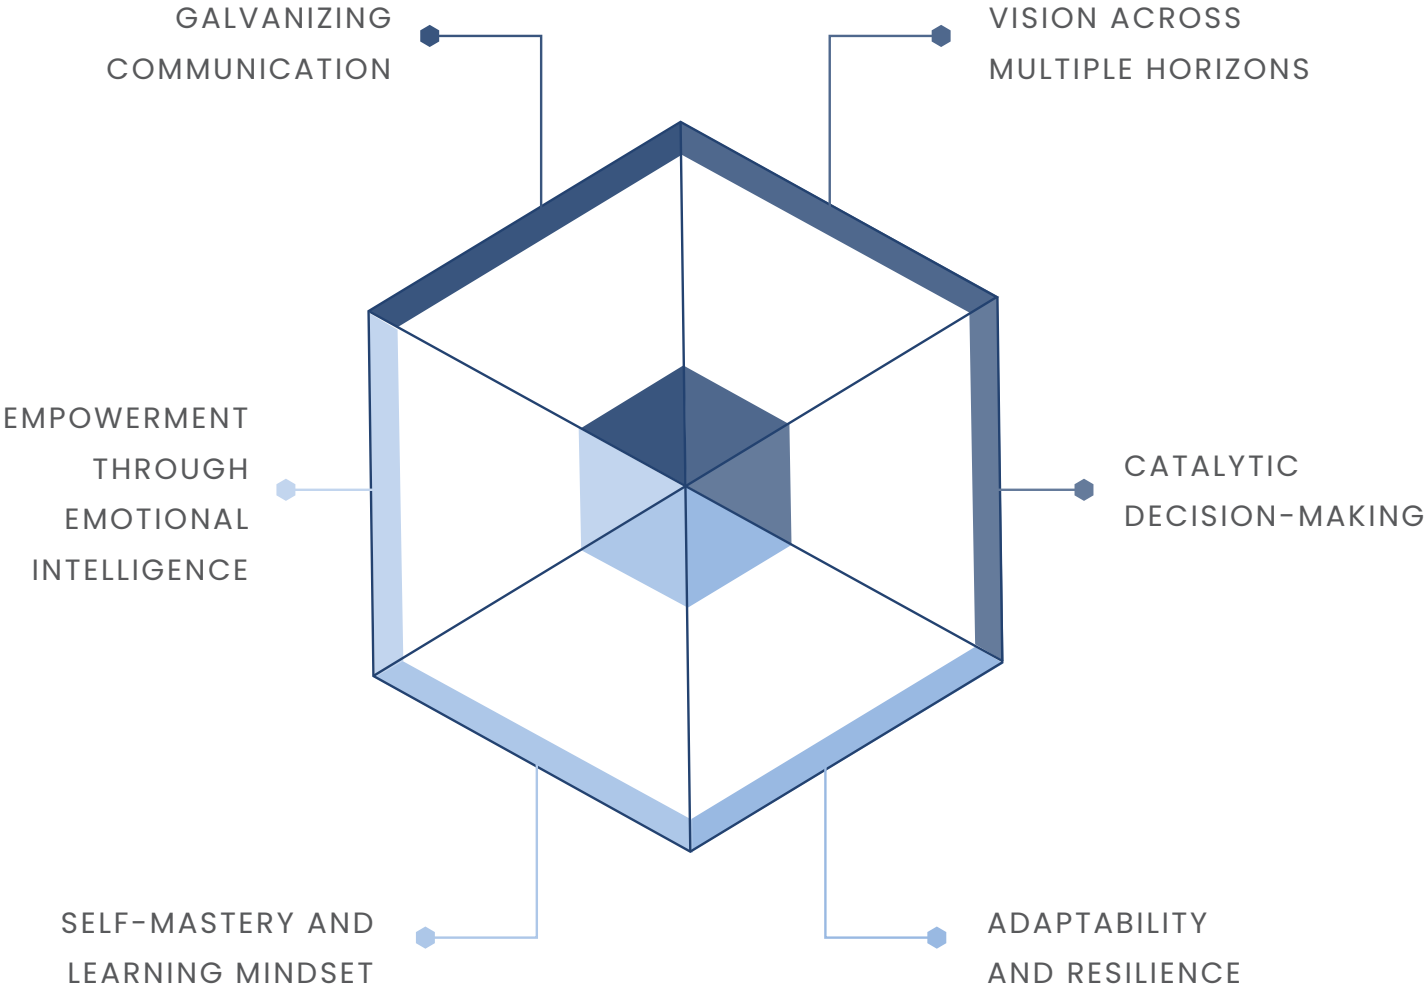 GALVANIZING
COMMUNICATION
VISION ACROSS
MULTIPLE HORIZONS
EMPOWERMENT
THROUGH
EMOTIONAL
INTELLIGENCE
CATALYTIC
DECISION-MAKING
SELF-MASTERY AND
LEARNING MINDSET
ADAPTABILITY
AND RESILIENCE